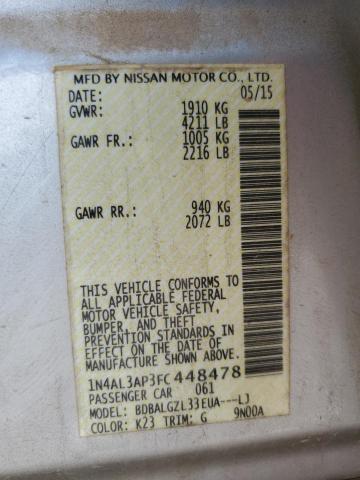 MFD BY NISSAN MOTOR CO., LTD.
DATE: 05/15
GVWR: 1910 KG
4211 LB
GAWR FR.: 1005 KG
2216 LB
GAWR RR.: 940 KG
2072 LB
THIS VEHICLE CONFORMS TO
ALL APPLICABLE FEDERAL
MOTOR VEHICLE SAFETY,
BUMPER, AND THEFT
PREVENTION STANDARDS IN
EFFECT ON THE DATE OF
MANUFACTURE SHOWN ABOVE.
1N4AL3AP3FC448478
PASSENGER CAR 061
MODEL: BDBALGZL33EUA---LJ
COLOR: K23 TRIM: G 9N00A